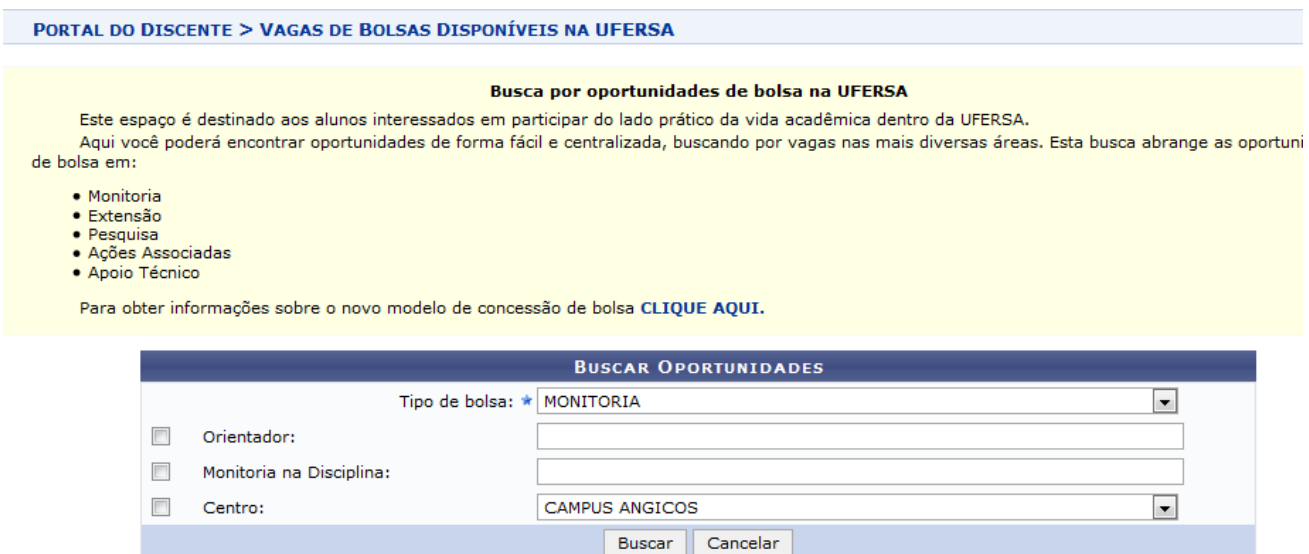 PORTAL DO DISCENTE > VAGAS DE BOLSAS DISPONÍVEIS NA UFERSA
Busca por oportunidades de bolsa na UFERSA
Este espaço é destinado aos alunos interessados em participar do lado prático da vida acadêmica dentro da UFERSA.
Aqui você poderá encontrar oportunidades de forma fácil e centralizada, buscando por vagas nas mais diversas áreas. Esta busca abrange as oportuni
de bolsa em:
• Monitoria
• Extensão
• Pesquisa
• Ações Associadas
• Apoio Técnico
Para obter informações sobre o novo modelo de concessão de bolsa CLIQUE AQUI.
BUSCAR OPORTUNIDADES
Tipo de bolsa: MONITORIA
Orientador:
Monitoria na Disciplina:
Centro: CAMPUS ANGICOS
Buscar Cancelar